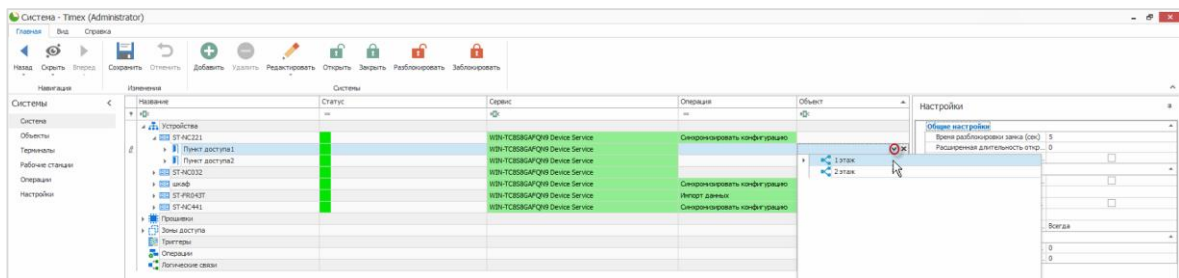 Система - Timex (Administrator)
Главная Вид Справка
Назад Скрыть Вперед Сохранить Отменить Добавить Удалить Редактировать Открыть Закрыть Разблокировать Заблокировать
Навигация Изменения Системы
Системы
Система
Объекты
Терминалы
Рабочие станции
Операции
Настройки
Название Статус Сервис Операция Объект
Устройства
ST-NC221 WIN-TC8S8GAFQN9 Device Service Синхронизировать конфигурацию
Пункт доступа1 WIN-TC8S8GAFQN9 Device Service
Пункт доступа2 WIN-TC8S8GAFQN9 Device Service
ST-NC032 WIN-TC8S8GAFQN9 Device Service
шкаф WIN-TC8S8GAFQN9 Device Service Синхронизировать конфигурацию
ST-PR043T WIN-TC8S8GAFQN9 Device Service Импорт данных
ST-NC441 WIN-TC8S8GAFQN9 Device Service Синхронизировать конфигурацию
Прошивки
Зоны доступа
Триггеры
Операции
Логические связи
1 этаж
2 этаж
Настройки
Общие настройки
Время разблокировки замка (сек) 5
Расширенная длительность откр... 0
Всегда
0
0